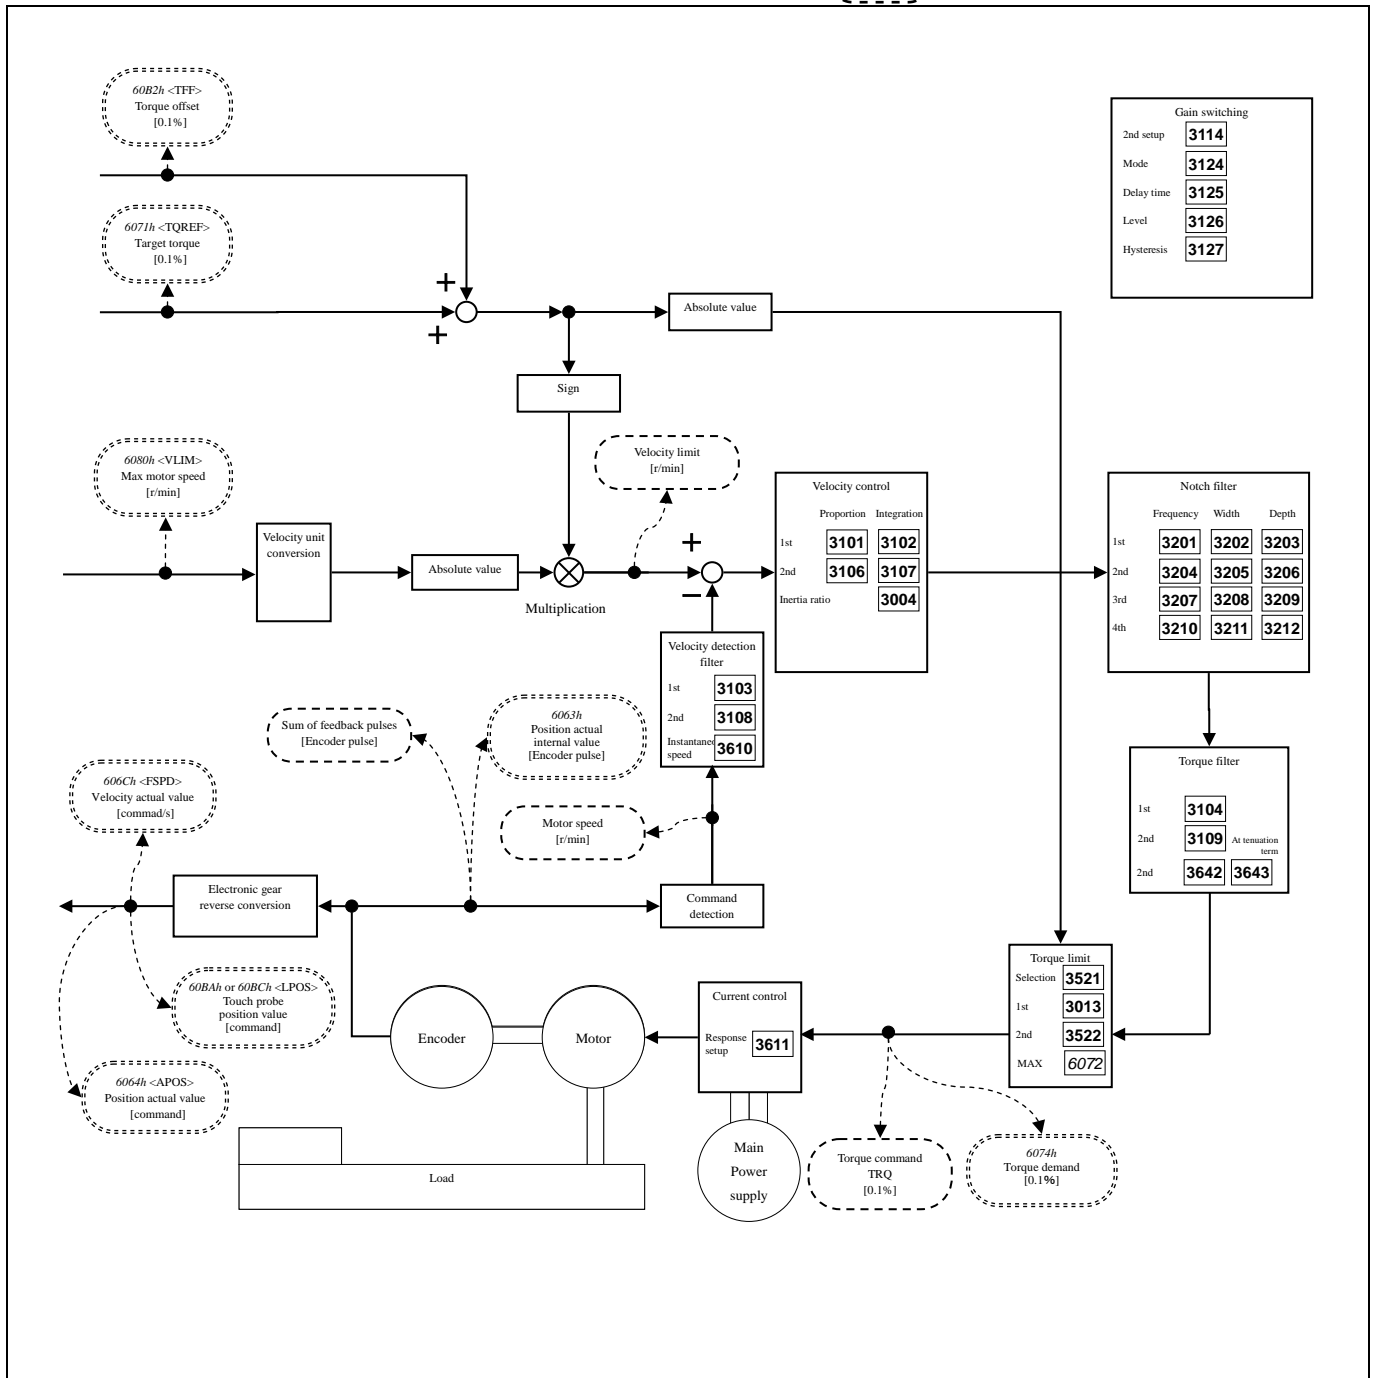 60B2h <TFF>
Torque offset
[0.1%]
6071h <TQREF>
Target torque
[0.1%]
Gain switching
2nd setup 3114
Mode 3124
Delay time 3125
Level 3126
Hysteresis 3127
+
+
Absolute value
Sign
6080h <VLIM>
Max motor speed
[r/min]
Velocity unit
conversion
Absolute value
Multiplication
Velocity limit
[r/min]
+
−
Velocity control
Proportion Integration
1st 3101 3102
2nd 3106 3107
Inertia ratio 3004
Notch filter
Frequency Width Depth
1st 3201 3202 3203
2nd 3204 3205 3206
3rd 3207 3208 3209
4th 3210 3211 3212
Velocity detection
filter
1st 3103
2nd 3108
Instantaneo 3610
speed
Sum of feedback pulses
[Encoder pulse]
6063h
Position actual
internal value
[Encoder pulse]
Motor speed
[r/min]
606Ch <FSPD>
Velocity actual value
[commad/s]
Torque filter
1st 3104
2nd 3109 At tenuation
term
2nd 3642 3643
Electronic gear
reverse conversion
Command
detection
60BAh or 60BCh <LPOS>
Touch probe
position value
[command]
6064h <APOS>
Position actual value
[command]
Encoder
Motor
Current control
Response
setup 3611
Torque limit
Selection 3521
1st 3013
2nd 3522
MAX 6072
Load
Main
Power
supply
Torque command
TRQ
[0.1%]
6074h
Torque demand
[0.1%]